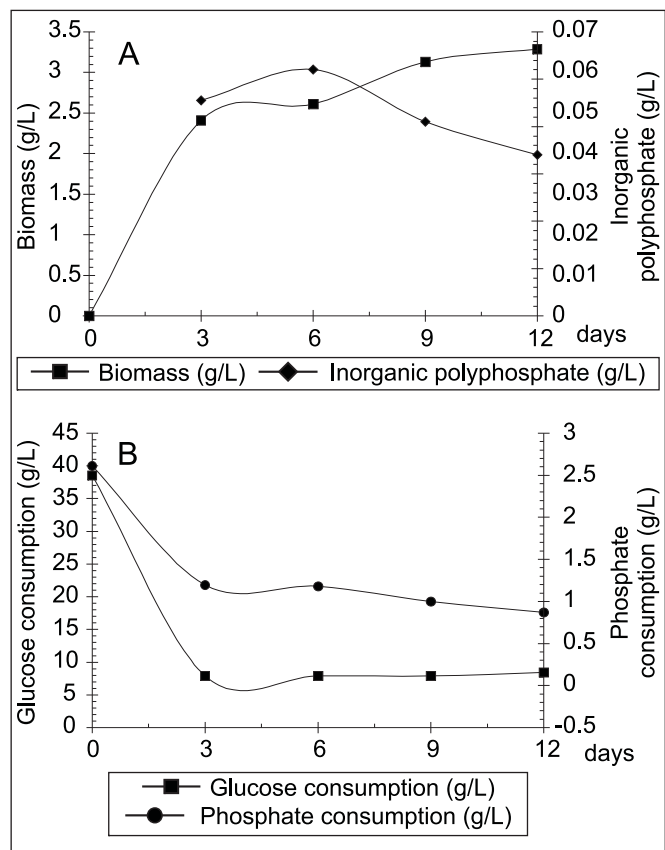 A
Biomass (g/L)
3.5
3
2.5
2
1.5
1
0.5
0
0.07
0.06
0.05
0.04
0.03
0.02
0.01
0
Inorganic
polyphosphate (g/L)
0 3 6 9 12 days
Biomass (g/L) Inorganic polyphosphate (g/L)
B
Glucose consumption (g/L)
45
40
35
30
25
20
15
10
5
0
3
2.5
2
1.5
1
0.5
0
-0.5
Phosphate
consumption (g/L)
0 3 6 9 12 days
Glucose consumption (g/L)
Phosphate consumption (g/L)